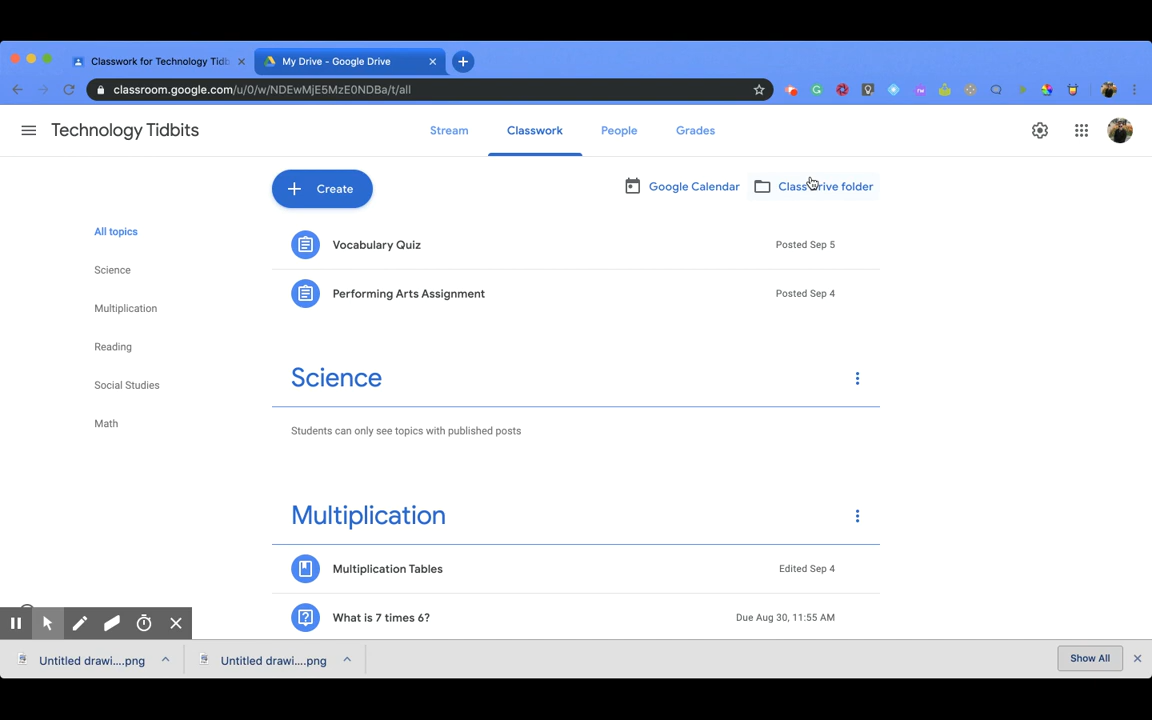 Classwork for Technology Tidb
My Drive - Google Drive
classroom.google.com/u/0/w/NDEwMjE5MzE0NDBa/t/all
Technology Tidbits
Stream
Classwork
People
Grades
Create
Google Calendar
Class Drive folder
All topics
Science
Multiplication
Reading
Social Studies
Math
Vocabulary Quiz
Posted Sep 5
Performing Arts Assignment
Posted Sep 4
Science
Students can only see topics with published posts
Multiplication
Multiplication Tables
Edited Sep 4
What is 7 times 6?
Due Aug 30, 11:55 AM
Untitled drawi....png
Untitled drawi....png
Show All